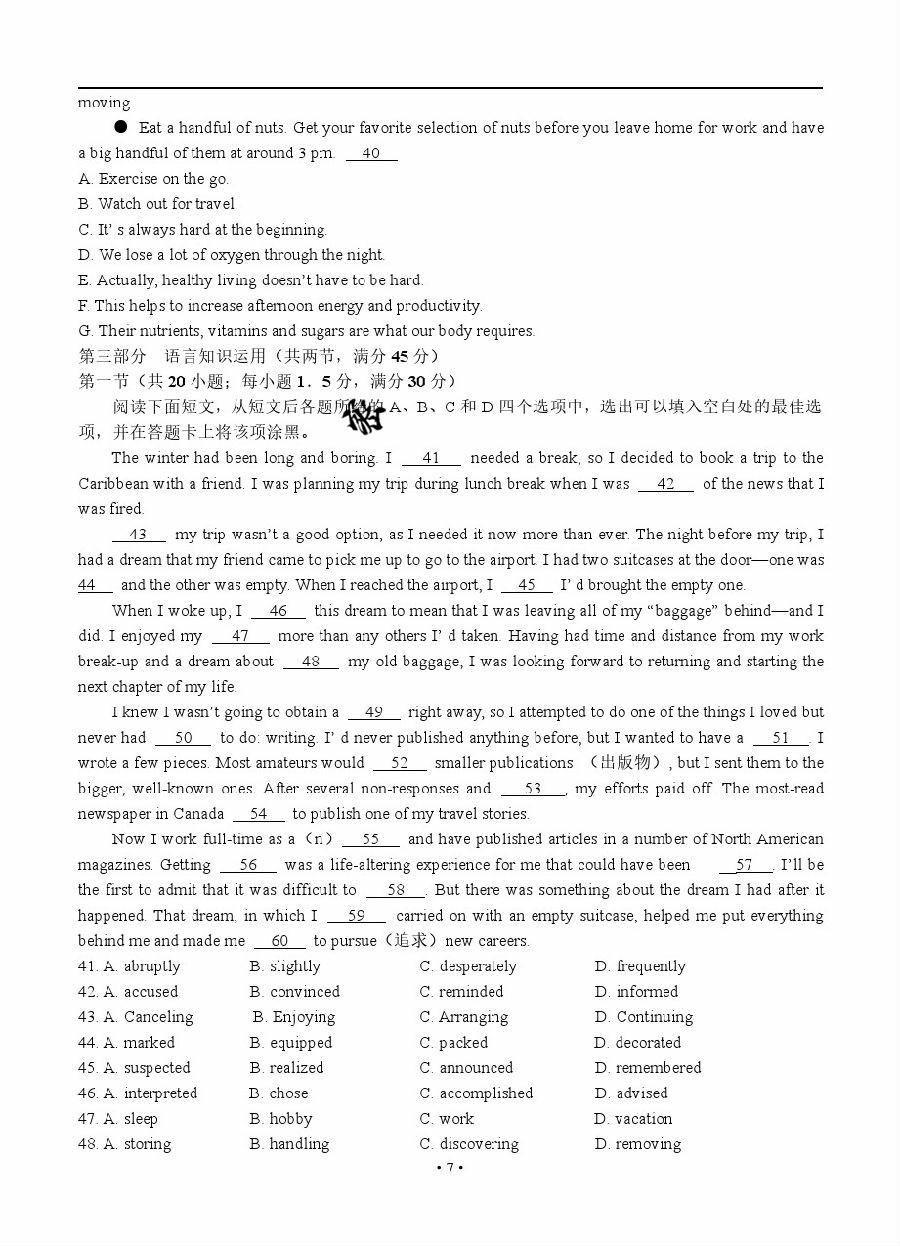 moving
● Eat a handful of nuts. Get your favorite selection of nuts before you leave home for work and have
a big handful of them at around 3 pm. 40
A. Exercise on the go.
B. Watch out for travel
C. It' s always hard at the beginning.
D. We lose a lot of oxygen through the night.
E. Actually, healthy living doesn't have to be hard.
F. This helps to increase afternoon energy and productivity.
G. Their nutrients, vitamins and sugars are what our body requires.
第三部分 语言知识运用（共两节，满分 45 分）
第一节（共 20 小题；每小题 1．5 分，满分 30 分）
阅读下面短文，从短文后各题所给的 A、B、C 和 D 四个选项中，选出可以填入空白处的最佳选
项，并在答题卡上将该项涂黑。
The winter had been long and boring. I 41 needed a break, so I decided to book a trip to the
Caribbean with a friend. I was planning my trip during lunch break when I was 42 of the news that I
was fired.
43 my trip wasn't a good option, as I needed it now more than ever. The night before my trip, I
had a dream that my friend came to pick me up to go to the airport. I had two suitcases at the door—one was
44 and the other was empty. When I reached the airport, I 45 I' d brought the empty one.
When I woke up, I 46 this dream to mean that I was leaving all of my “baggage” behind—and I
did. I enjoyed my 47 more than any others I' d taken. Having had time and distance from my work
break-up and a dream about 48 my old baggage, I was looking forward to returning and starting the
next chapter of my life.
I knew I wasn't going to obtain a 49 right away, so I attempted to do one of the things I loved but
never had 50 to do: writing. I' d never published anything before, but I wanted to have a 51 . I
wrote a few pieces. Most amateurs would 52 smaller publications （出版物）, but I sent them to the
bigger, well-known ones. After several non-responses and 53 , my efforts paid off. The most-read
newspaper in Canada 54 to publish one of my travel stories.
Now I work full-time as a（n） 55 and have published articles in a number of North American
magazines. Getting 56 was a life-altering experience for me that could have been 57 . I'll be
the first to admit that it was difficult to 58 . But there was something about the dream I had after it
happened. That dream, in which I 59 carried on with an empty suitcase, helped me put everything
behind me and made me 60 to pursue（追求）new careers.
41. A. abruptly B. slightly C. desperately D. frequently
42. A. accused B. convinced C. reminded D. informed
43. A. Canceling B. Enjoying C. Arranging D. Continuing
44. A. marked B. equipped C. packed D. decorated
45. A. suspected B. realized C. announced D. remembered
46. A. interpreted B. chose C. accomplished D. advised
47. A. sleep B. hobby C. work D. vacation
48. A. storing B. handling C. discovering D. removing
• 7 •